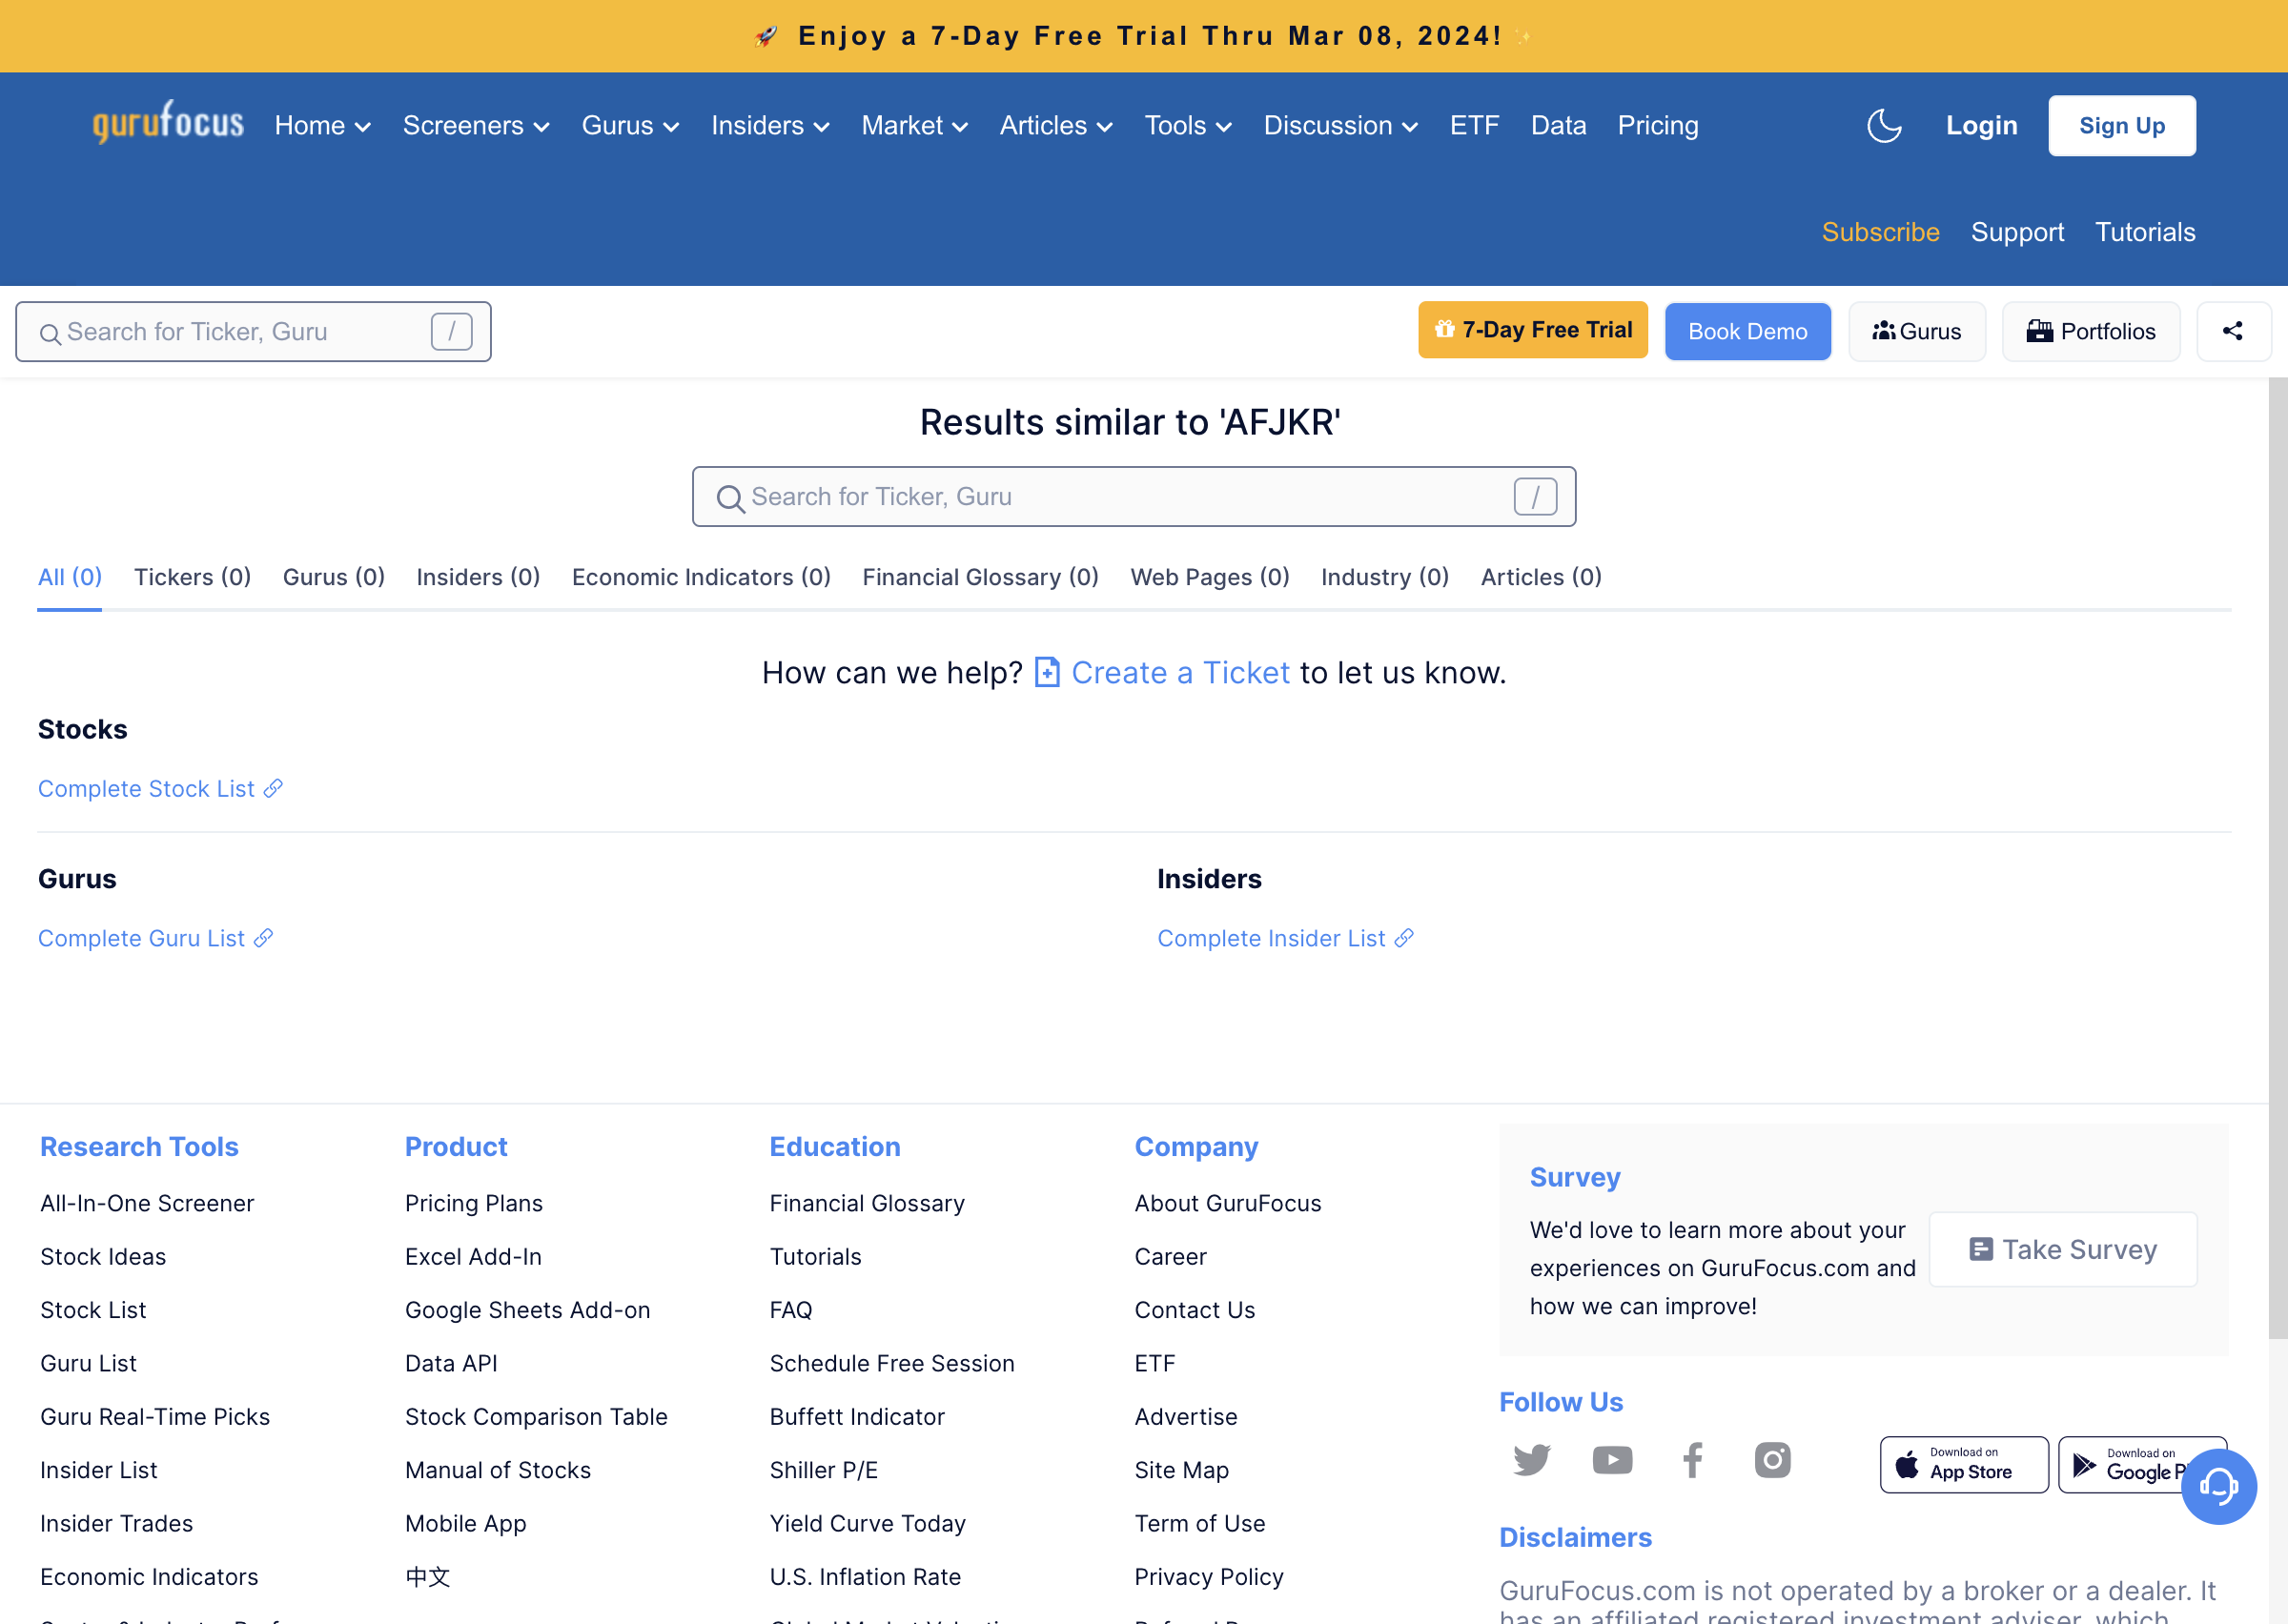 Enjoy a 7-Day Free Trial Thru Mar 08, 2024!
gurufocus Home Screeners Gurus Insiders Market Articles Tools Discussion ETF Data Pricing Login Sign Up
Subscribe Support Tutorials
Search for Ticker, Guru / 7-Day Free Trial Book Demo Gurus Portfolios
Results similar to 'AFJKR'
Search for Ticker, Guru /
All (0) Tickers (0) Gurus (0) Insiders (0) Economic Indicators (0) Financial Glossary (0) Web Pages (0) Industry (0) Articles (0)
How can we help? Create a Ticket to let us know.
Stocks
Complete Stock List
Gurus
Complete Guru List
Insiders
Complete Insider List
Research Tools
All-In-One Screener
Stock Ideas
Stock List
Guru List
Guru Real-Time Picks
Insider List
Insider Trades
Economic Indicators
Product
Pricing Plans
Excel Add-In
Google Sheets Add-on
Data API
Stock Comparison Table
Manual of Stocks
Mobile App
中文
Education
Financial Glossary
Tutorials
FAQ
Schedule Free Session
Buffett Indicator
Shiller P/E
Yield Curve Today
U.S. Inflation Rate
Company
About GuruFocus
Career
Contact Us
ETF
Advertise
Site Map
Term of Use
Privacy Policy
Survey
We'd love to learn more about your
experiences on GuruFocus.com and
how we can improve!
Take Survey
Follow Us
Download on
App Store
Download on
Google
Disclaimers
GuruFocus.com is not operated by a broker or a dealer. It
has an affiliated registered investment adviser, which